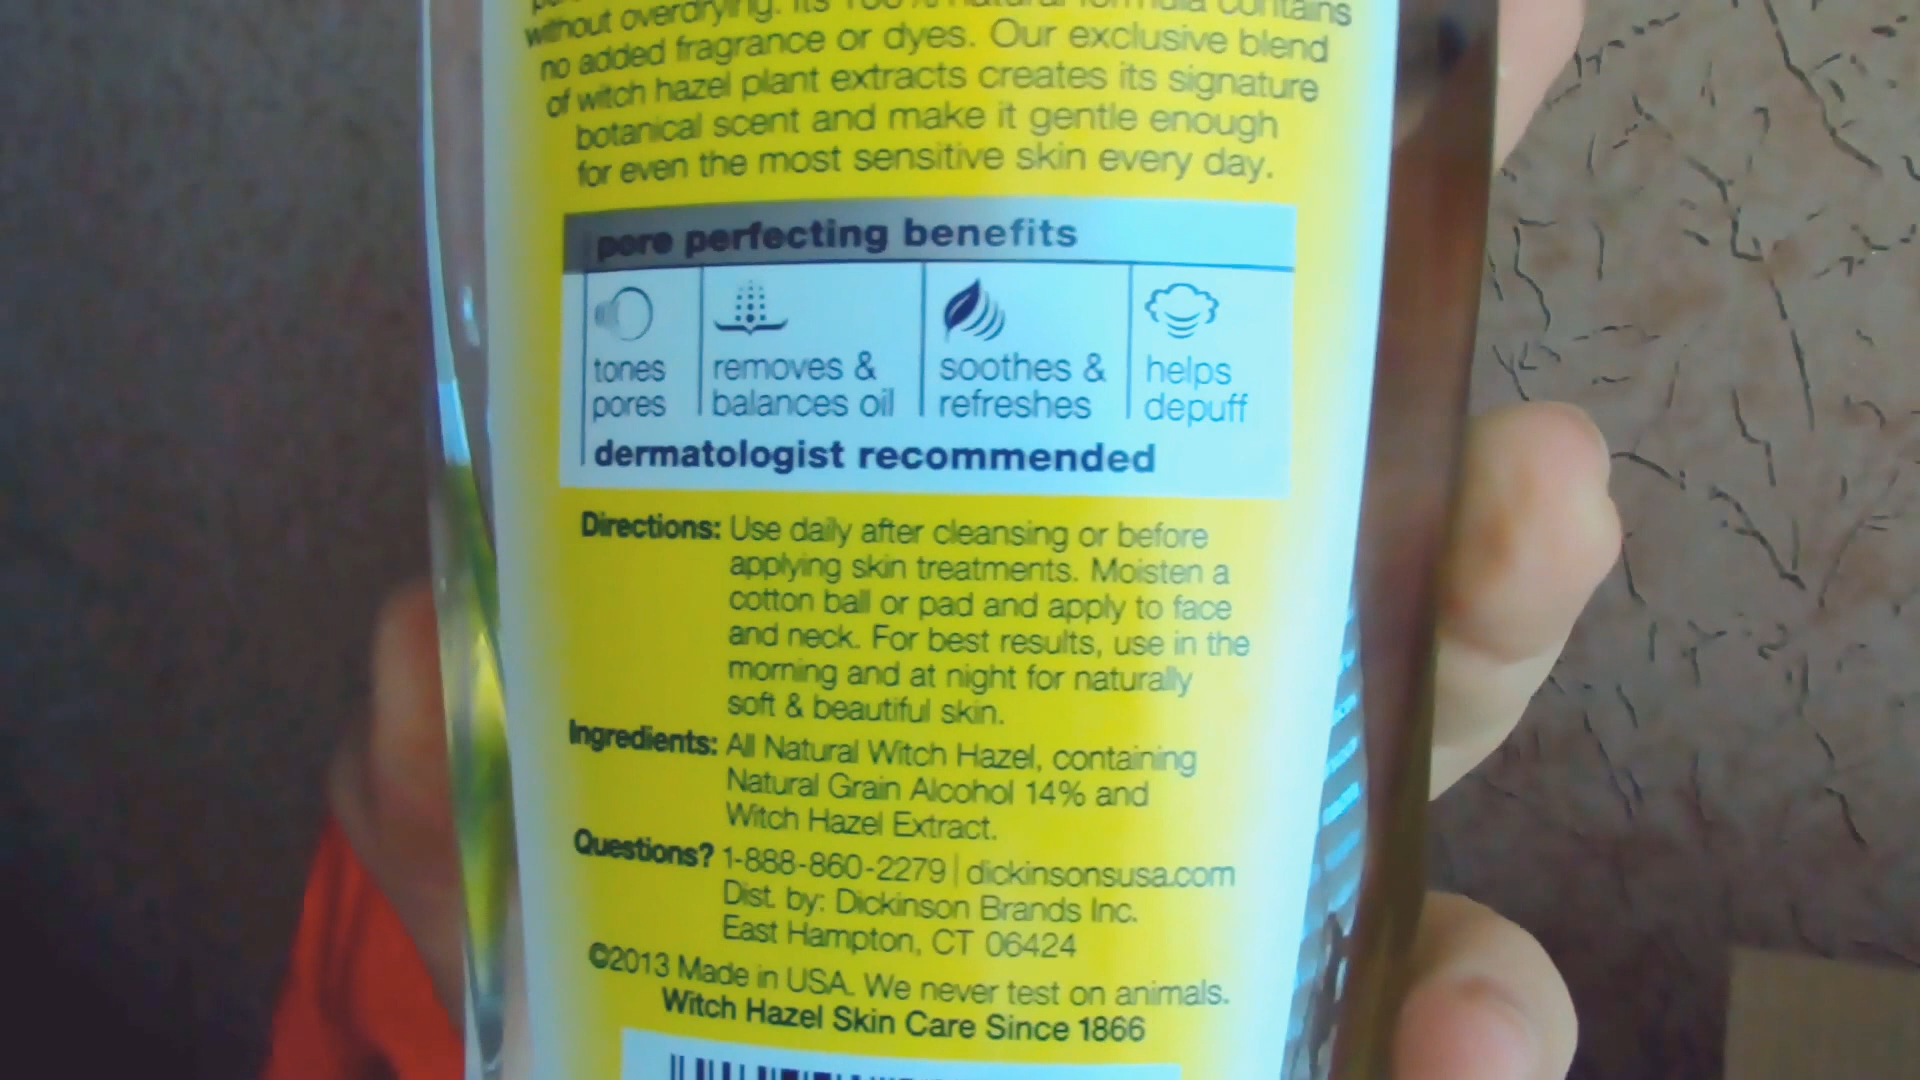 without overdrying. Its 100% natural formula contains
no added fragrance or dyes. Our exclusive blend
of witch hazel plant extracts creates its signature
botanical scent and make it gentle enough
for even the most sensitive skin every day.
pore perfecting benefits
tones
pores
removes &
balances oil
soothes &
refreshes
helps
depuff
dermatologist recommended
Directions: Use daily after cleansing or before
applying skin treatments. Moisten a
cotton ball or pad and apply to face
and neck. For best results, use in the
morning and at night for naturally
soft & beautiful skin.
Ingredients: All Natural Witch Hazel, containing
Natural Grain Alcohol 14% and
Witch Hazel Extract.
Questions? 1-888-860-2279 | dickinsonsusa.com
Dist. by: Dickinson Brands Inc.
East Hampton, CT 06424
©2013 Made in USA. We never test on animals.
Witch Hazel Skin Care Since 1866